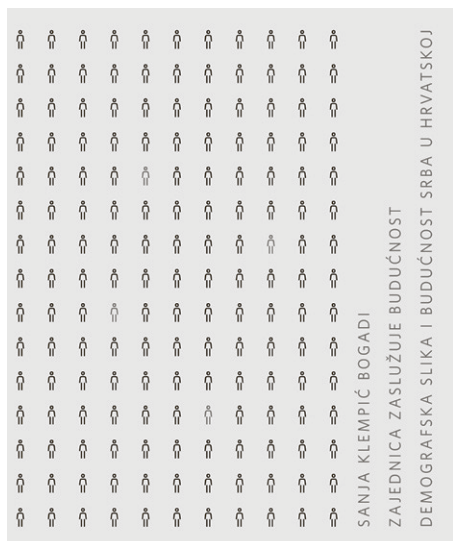 SANJA KLEMPIĆ BOGADI
ZAJEDNICA ZASLUŽUJE BUDUĆNOST
DEMOGRAFSKA SLIKA I BUDUĆNOST SRBA U HRVATSKOJ